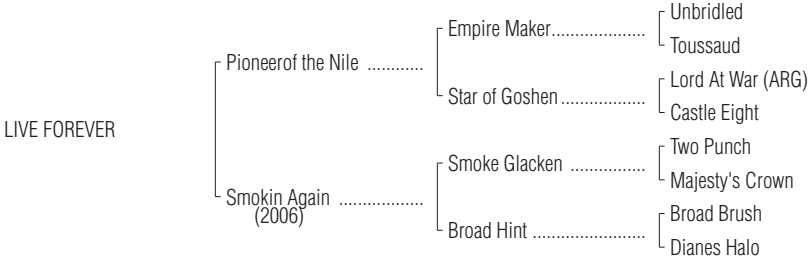 Unbridled
Empire Maker....................
Toussaud
Pioneerof the Nile ............
Lord At War (ARG)
Star of Goshen..................
Castle Eight
LIVE FOREVER
Two Punch
Smoke Glacken ................
Majesty's Crown
Smokin Again ..................
(2006)
Broad Brush
Broad Hint ........................
Dianes Halo